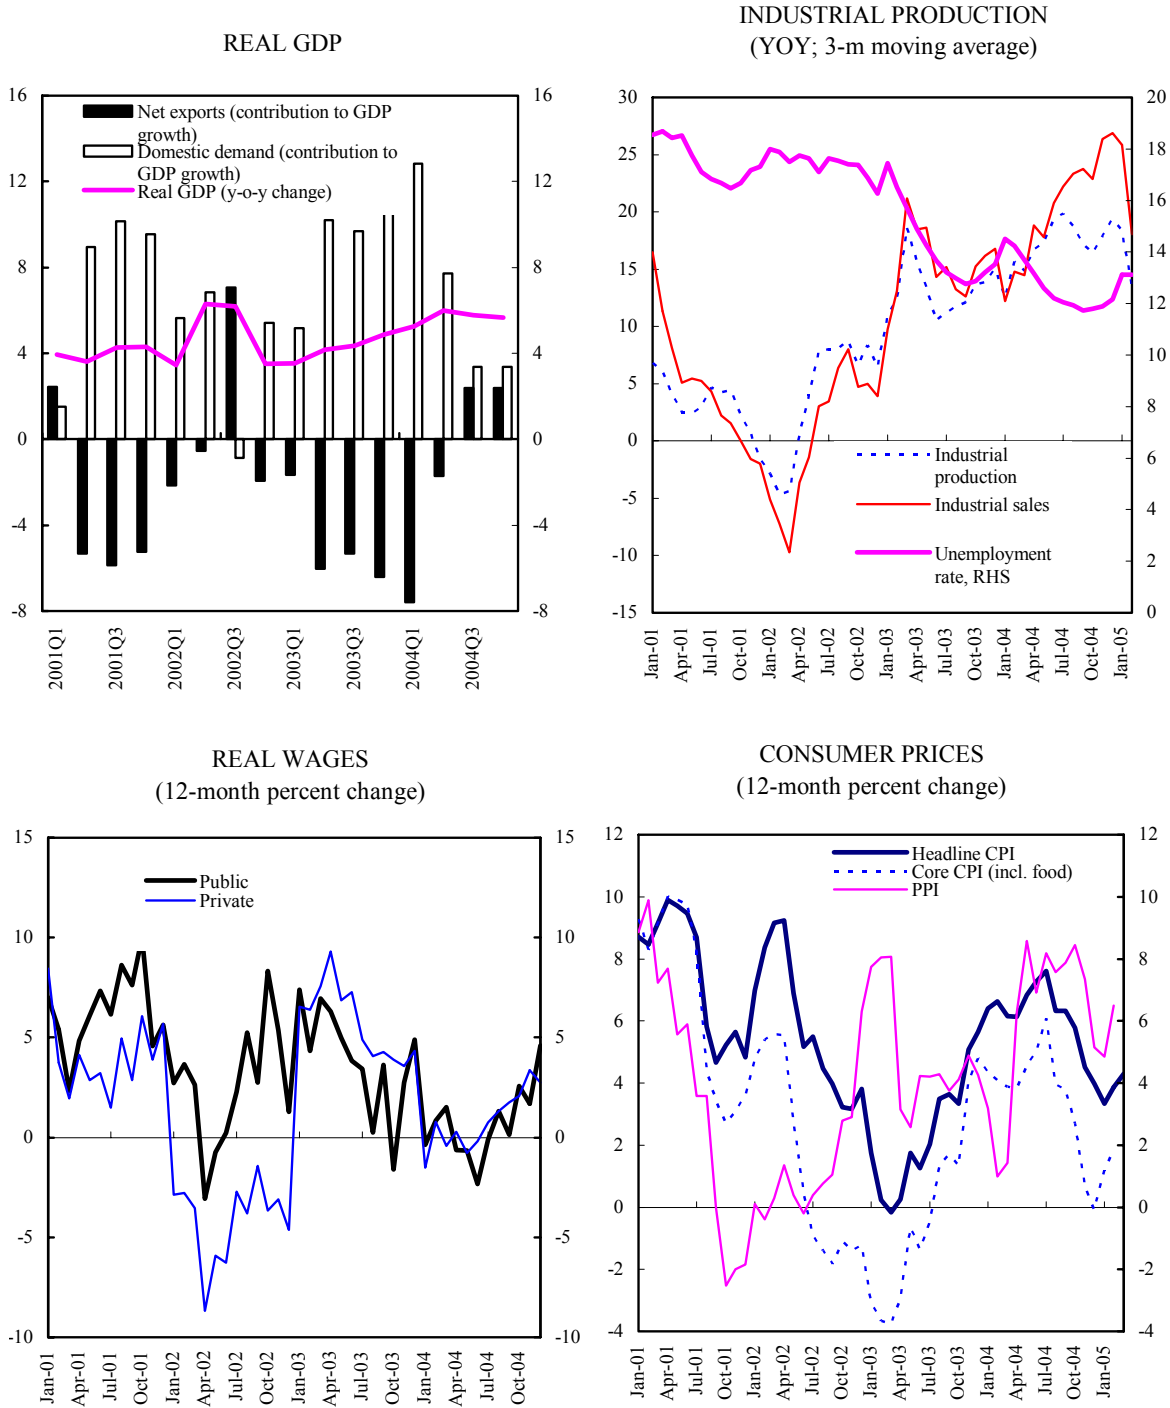 REAL GDP
16
12
8
4
0
-4
-8
16
12
8
4
0
-4
-8
Net exports (contribution to GDP
growth)
Domestic demand (contribution to
GDP growth)
Real GDP (y-o-y change)
2001Q1
2001Q3
2002Q1
2002Q3
2003Q1
2003Q3
2004Q1
2004Q3
INDUSTRIAL PRODUCTION
(YOY; 3-m moving average)
30
25
20
15
10
5
0
-5
-10
-15
20
18
16
14
12
10
8
6
4
2
0
Industrial
production
Industrial sales
Unemployment
rate, RHS
Jan-01
Apr-01
Jul-01
Oct-01
Jan-02
Apr-02
Jul-02
Oct-02
Jan-03
Apr-03
Jul-03
Oct-03
Jan-04
Apr-04
Jul-04
Oct-04
Jan-05
REAL WAGES
(12-month percent change)
15
10
5
0
-5
-10
15
10
5
0
-5
-10
Public
Private
Jan-01
Apr-01
Jul-01
Oct-01
Jan-02
Apr-02
Jul-02
Oct-02
Jan-03
Apr-03
Jul-03
Oct-03
Jan-04
Apr-04
Jul-04
Oct-04
CONSUMER PRICES
(12-month percent change)
12
10
8
6
4
2
0
-2
-4
12
10
8
6
4
2
0
-2
-4
Headline CPI
Core CPI (incl. food)
PPI
Jan-01
Apr-01
Jul-01
Oct-01
Jan-02
Apr-02
Jul-02
Oct-02
Jan-03
Apr-03
Jul-03
Oct-03
Jan-04
Apr-04
Jul-04
Oct-04
Jan-05